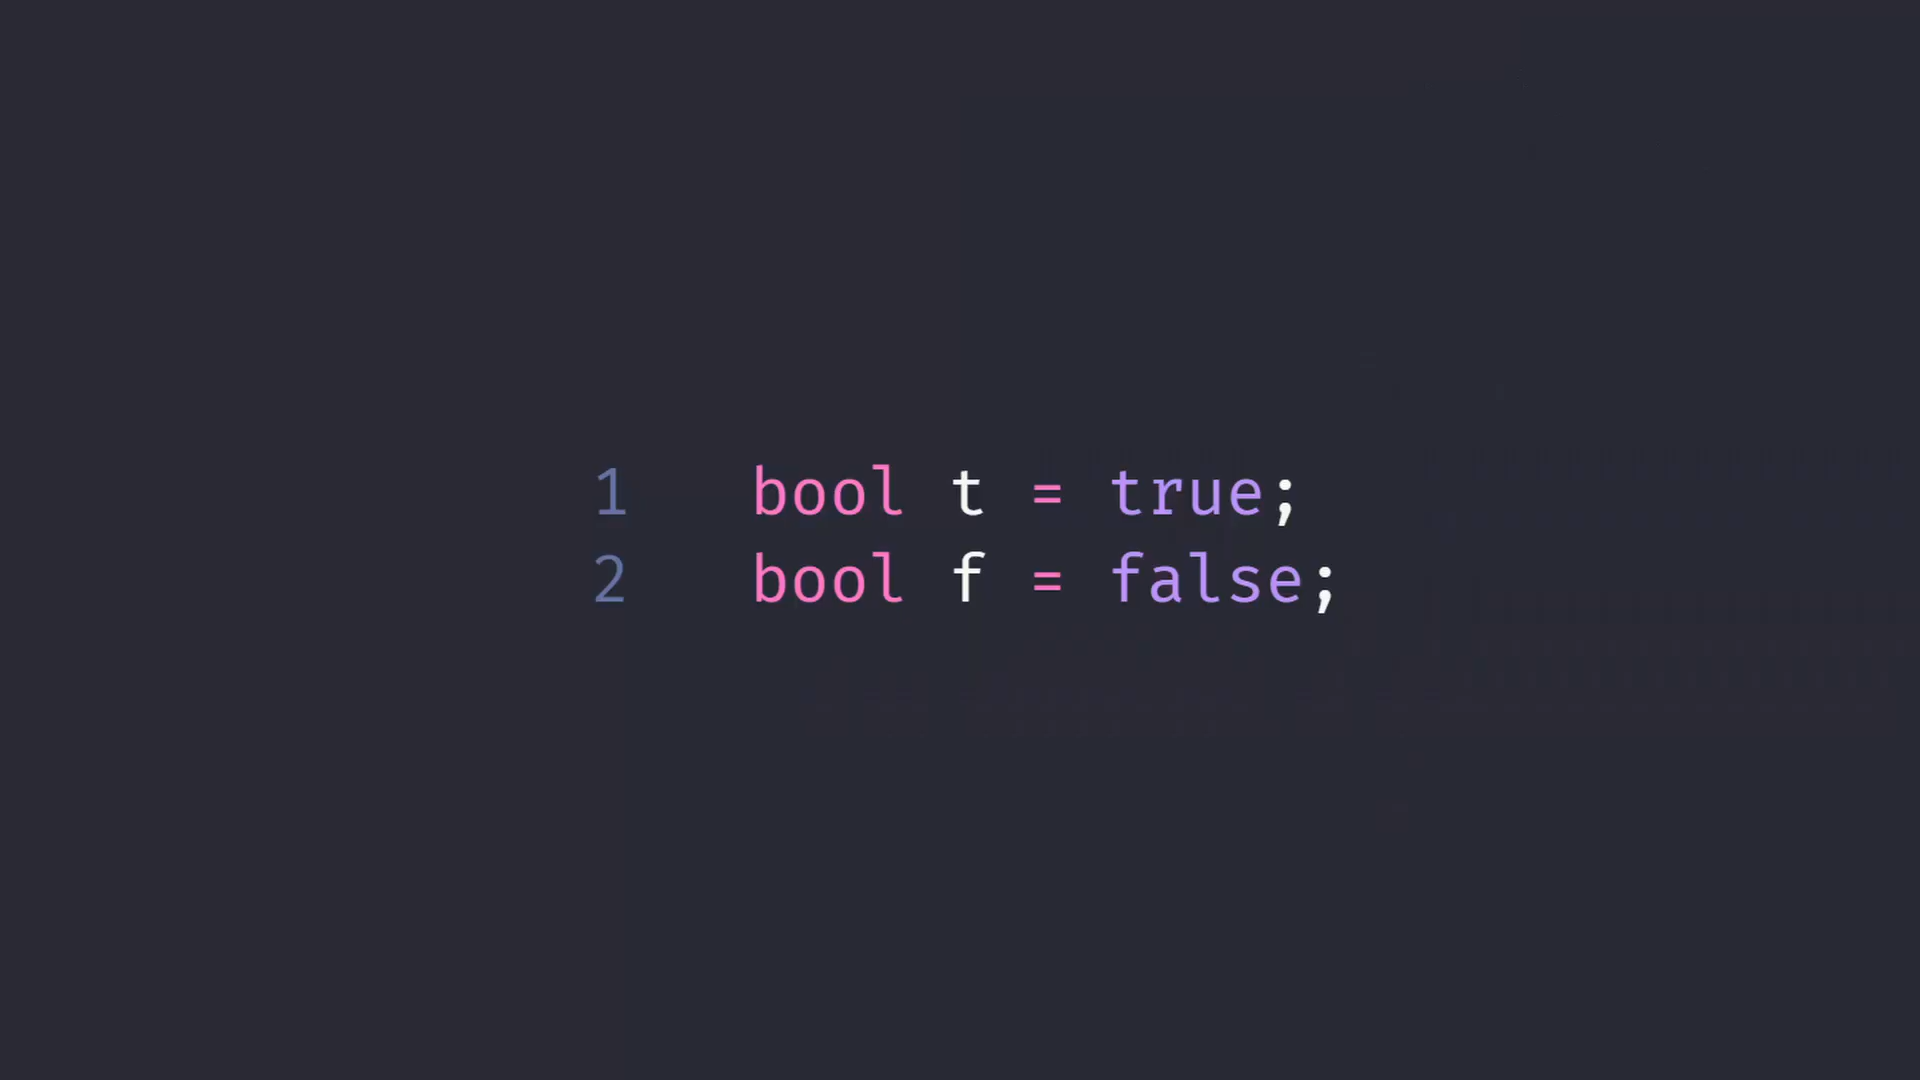 1 bool t = true;
2 bool f = false;